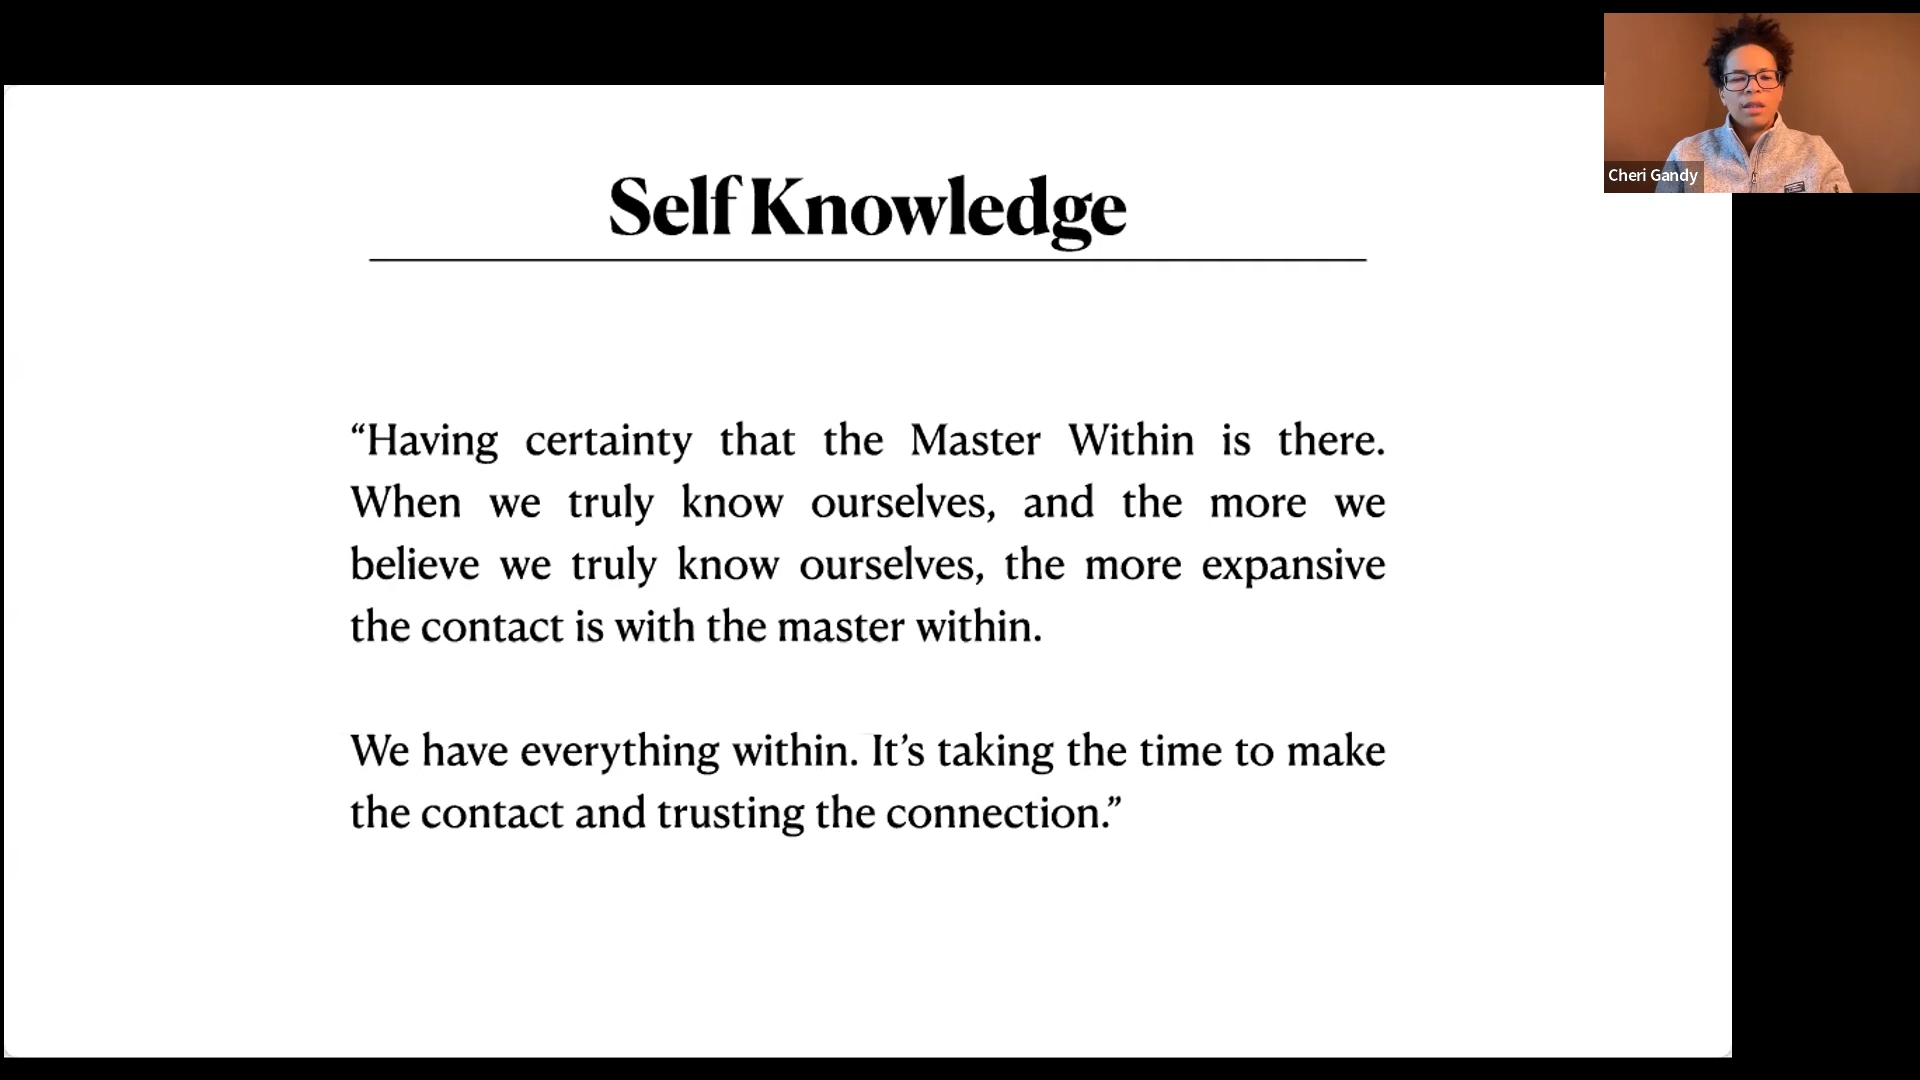 Self Knowledge
“Having certainty that the Master Within is there.
When we truly know ourselves, and the more we
believe we truly know ourselves, the more expansive
the contact is with the master within.
We have everything within. It’s taking the time to make
the contact and trusting the connection.”
Cheri Gandy